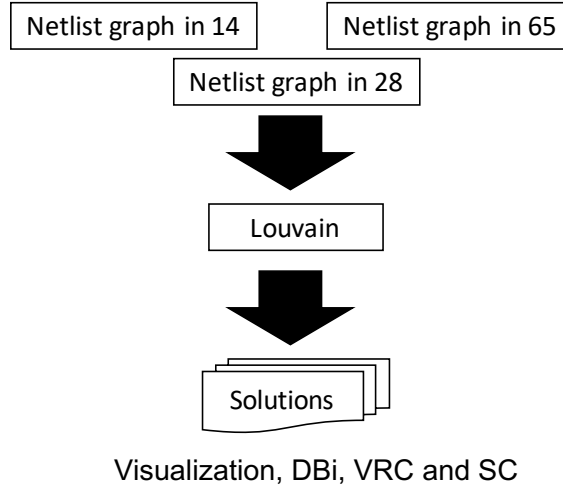 Netlist graph in 14
Netlist graph in 65
Netlist graph in 28
Louvain
Solutions
Visualization, DBi, VRC and SC